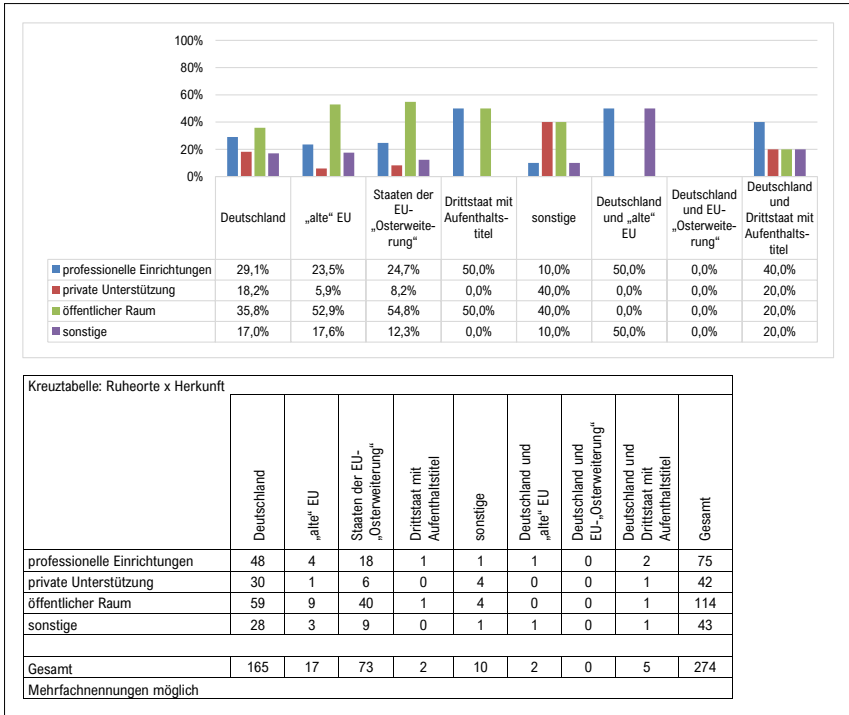 100%
80%
60%
40%
20%
0%
Deutschland „alte“ EU Staaten der EU-„Osterweite-rung“ Drittstaat mit Aufenthalts-titel sonstige Deutschland und „alte“ EU Deutschland und EU-„Osterweite-rung“ Deutschland und Drittstaat mit Aufenthalts-titel
professionelle Einrichtungen 29,1% 23,5% 24,7% 50,0% 10,0% 50,0% 0,0% 40,0%
private Unterstützung 18,2% 5,9% 8,2% 0,0% 40,0% 0,0% 0,0% 20,0%
öffentlicher Raum 35,8% 52,9% 54,8% 50,0% 40,0% 0,0% 0,0% 20,0%
sonstige 17,0% 17,6% 12,3% 0,0% 10,0% 50,0% 0,0% 20,0%
Kreuztabelle: Ruheorte x Herkunft
Deutschland „alte“ EU Staaten der EU-„Osterweiterung“ Drittstaat mit Aufenthaltstitel sonstige Deutschland und „alte“ EU Deutschland und EU-„Osterweiterung“ Deutschland und Drittstaat mit Aufenthaltstitel Gesamt
professionelle Einrichtungen 48 4 18 1 1 1 0 2 75
private Unterstützung 30 1 6 0 4 0 0 1 42
öffentlicher Raum 59 9 40 1 4 0 0 1 114
sonstige 28 3 9 0 1 1 0 1 43
Gesamt 165 17 73 2 10 2 0 5 274
Mehrfachnennungen möglich